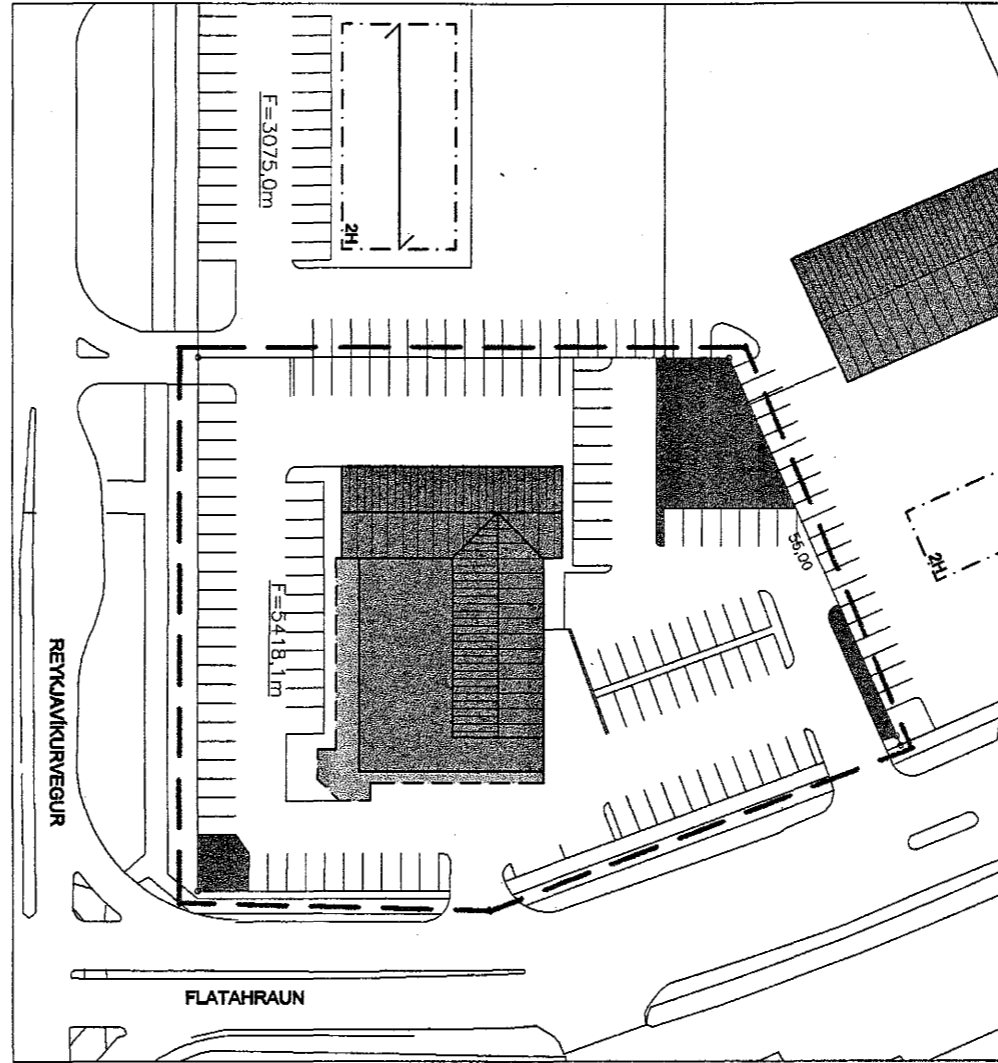 F=3075,0m
2H
2H
56,00
F=5418,1m
REYKJAVÍKURVEGUR
FLATAHRAUN